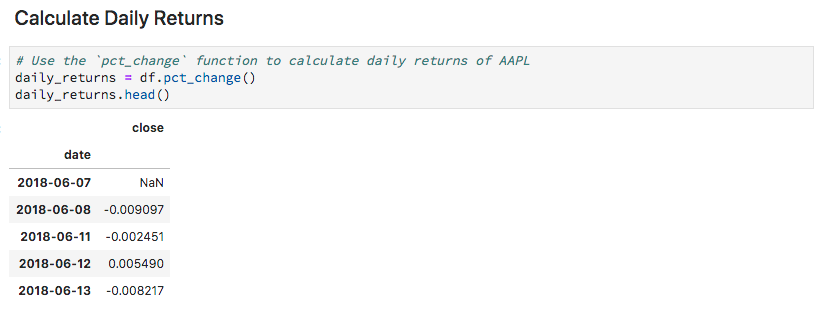 Calculate Daily Returns
# Use the `pct_change` function to calculate daily returns of AAPL
daily_returns = df.pct_change()
daily_returns.head()
close
date
2018-06-07 NaN
2018-06-08 -0.009097
2018-06-11 -0.002451
2018-06-12 0.005490
2018-06-13 -0.008217